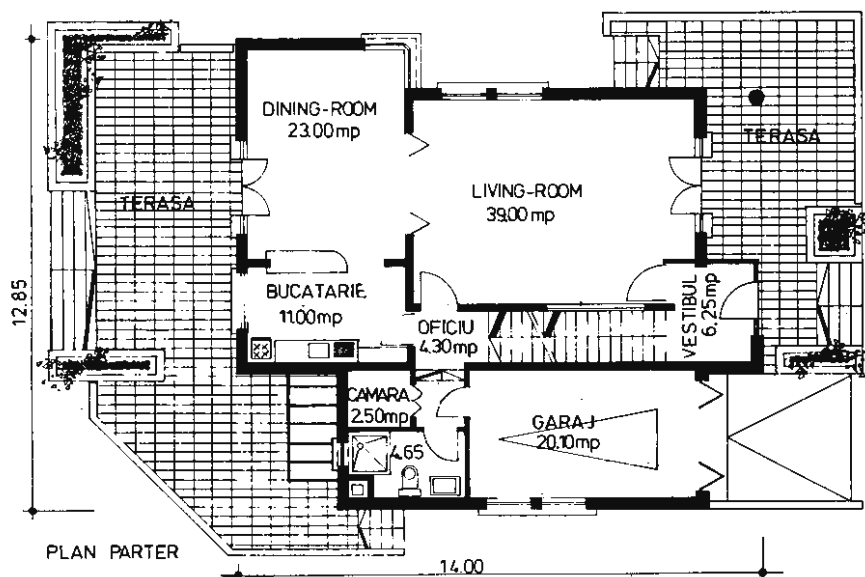 DINING-ROOM
23.00mp
TERASA
TERASA
LIVING-ROOM
39.00mp
12.85
BUCATARIE
11.00mp
OFICIU
4.30mp
VESTIBUL
6.25mp
CAMARA
2.50mp
GARAJ
20.10mp
4.65
PLAN PARTER
14.00